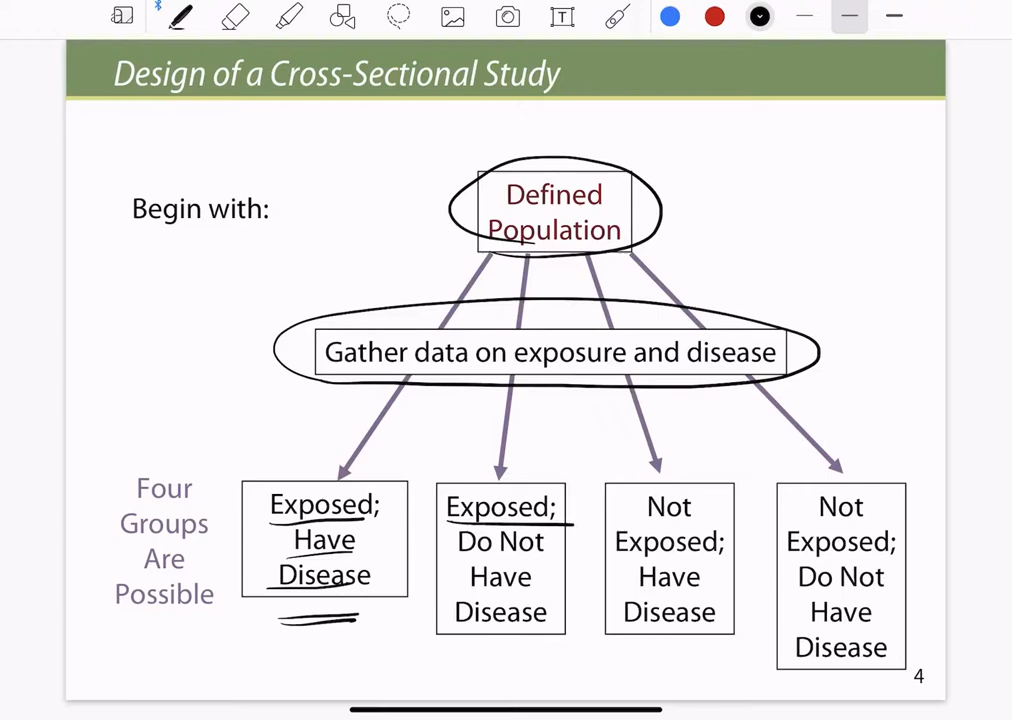 Design of a Cross-Sectional Study
Begin with:
Defined
Population
Gather data on exposure and disease
Four
Groups
Are
Possible
Exposed;
Have
Disease
Exposed;
Do Not
Have
Disease
Not
Exposed;
Have
Disease
Not
Exposed;
Do Not
Have
Disease
4